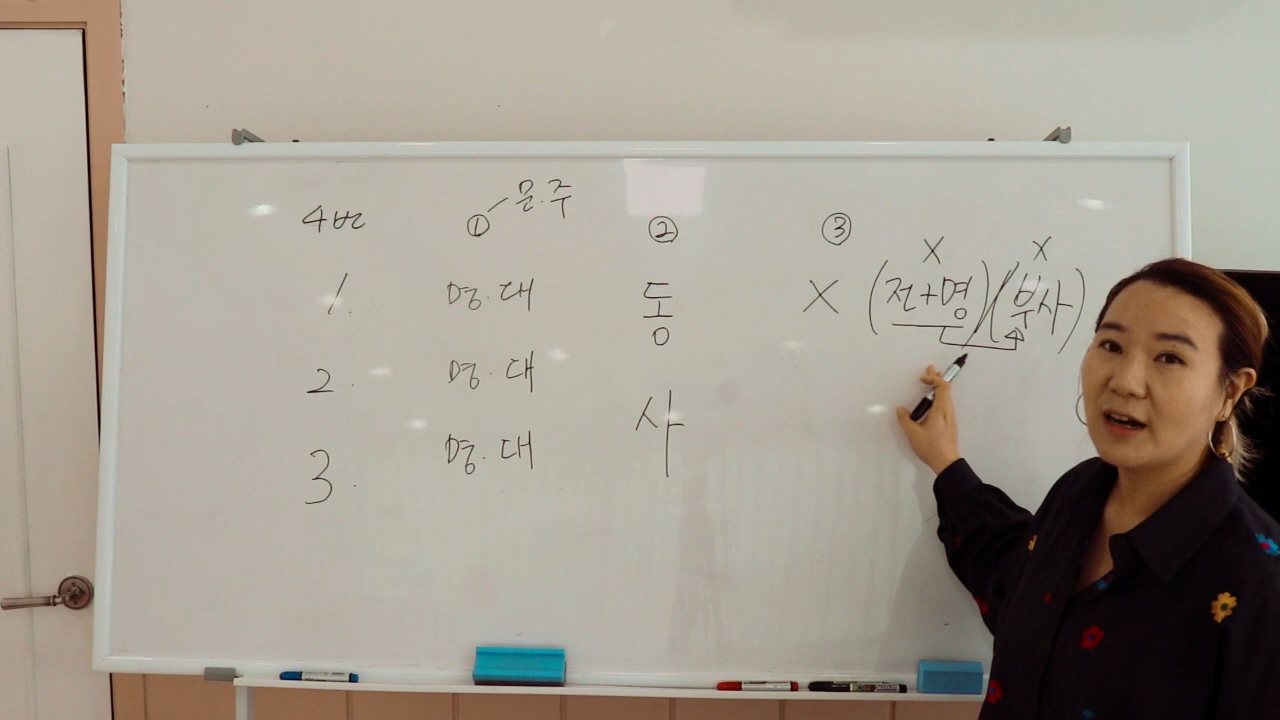 4번 ① 문.주 ② ③
X X
1. 명.대 동 X (전+명)(부사)
2. 명.대
사
3. 명.대